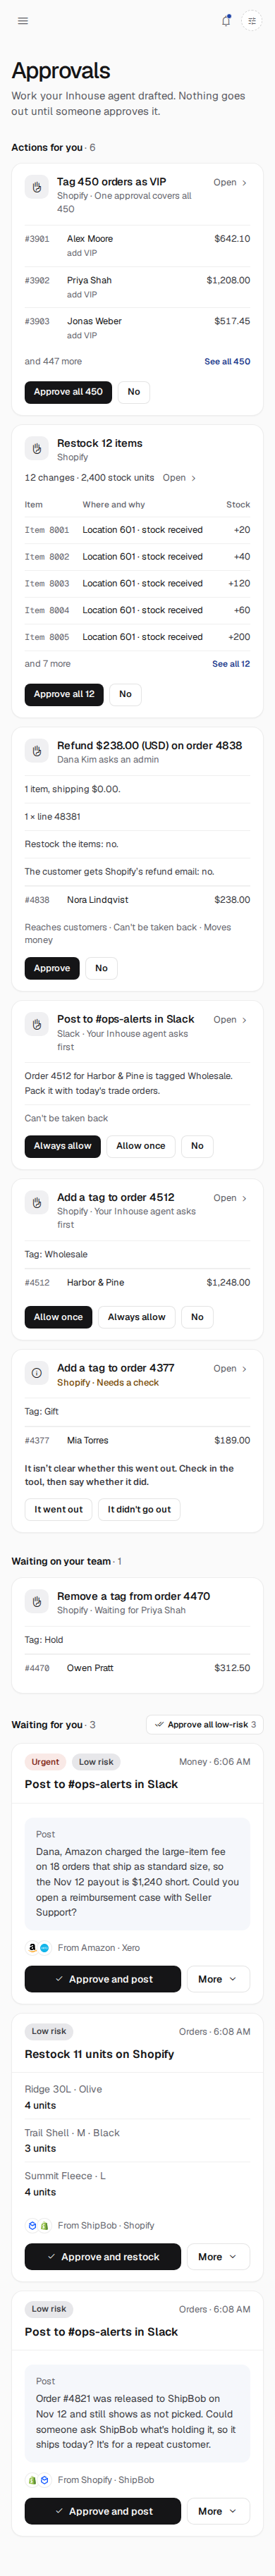 Approvals
Work your Inhouse agent drafted. Nothing goes
out until someone approves it.
Actions for you · 6
Tag 450 orders as VIP
Open
Shopify · One approval covers all
450
#3901 Alex Moore $642.10
add VIP
#3902 Priya Shah $1,208.00
add VIP
#3903 Jonas Weber $517.45
add VIP
and 447 more See all 450
Approve all 450 No
Restock 12 items
Shopify
12 changes · 2,400 stock units Open
Item Where and why Stock
Item 8001 Location 601 · stock received +20
Item 8002 Location 601 · stock received +40
Item 8003 Location 601 · stock received +120
Item 8004 Location 601 · stock received +60
Item 8005 Location 601 · stock received +200
and 7 more See all 12
Approve all 12 No
Refund $238.00 (USD) on order 4838
Dana Kim asks an admin
1 item, shipping $0.00.
1 × line 48381
Restock the items: no.
The customer gets Shopify's refund email: no.
#4838 Nora Lindqvist $238.00
Reaches customers · Can't be taken back · Moves
money
Approve No
Post to #ops-alerts in Slack Open
Slack · Your Inhouse agent asks
first
Order 4512 for Harbor & Pine is tagged Wholesale.
Pack it with today's trade orders.
Can't be taken back
Always allow Allow once No
Add a tag to order 4512 Open
Shopify · Your Inhouse agent asks
first
Tag: Wholesale
#4512 Harbor & Pine $1,248.00
Allow once Always allow No
Add a tag to order 4377 Open
Shopify · Needs a check
Tag: Gift
#4377 Mia Torres $189.00
It isn't clear whether this went out. Check in the
tool, then say whether it did.
It went out It didn't go out
Waiting on your team · 1
Remove a tag from order 4470
Shopify · Waiting for Priya Shah
Tag: Hold
#4470 Owen Pratt $312.50
Waiting for you · 3 Approve all low-risk 3
Urgent Low risk Money · 6:06 AM
Post to #ops-alerts in Slack
Post
Dana, Amazon charged the large-item fee
on 18 orders that ship as standard size, so
the Nov 12 payout is $1,240 short. Could you
open a reimbursement case with Seller
Support?
From Amazon · Xero
Approve and post More
Low risk Orders · 6:08 AM
Restock 11 units on Shopify
Ridge 30L · Olive
4 units
Trail Shell · M · Black
3 units
Summit Fleece · L
4 units
From ShipBob · Shopify
Approve and restock More
Low risk Orders · 6:08 AM
Post to #ops-alerts in Slack
Post
Order #4821 was released to ShipBob on
Nov 12 and still shows as not picked. Could
someone ask ShipBob what's holding it, so it
ships today? It's for a repeat customer.
From Shopify · ShipBob
Approve and post More